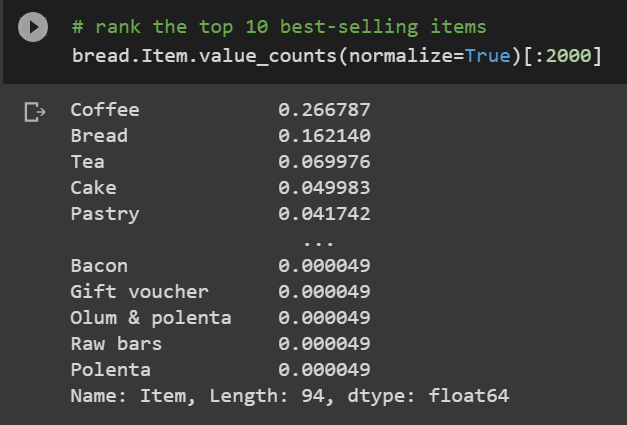 # rank the top 10 best-selling items
bread.Item.value_counts(normalize=True)[:2000]
Coffee 0.266787
Bread 0.162140
Tea 0.069976
Cake 0.049983
Pastry 0.041742
...
Bacon 0.000049
Gift voucher 0.000049
Olum & polenta 0.000049
Raw bars 0.000049
Polenta 0.000049
Name: Item, Length: 94, dtype: float64